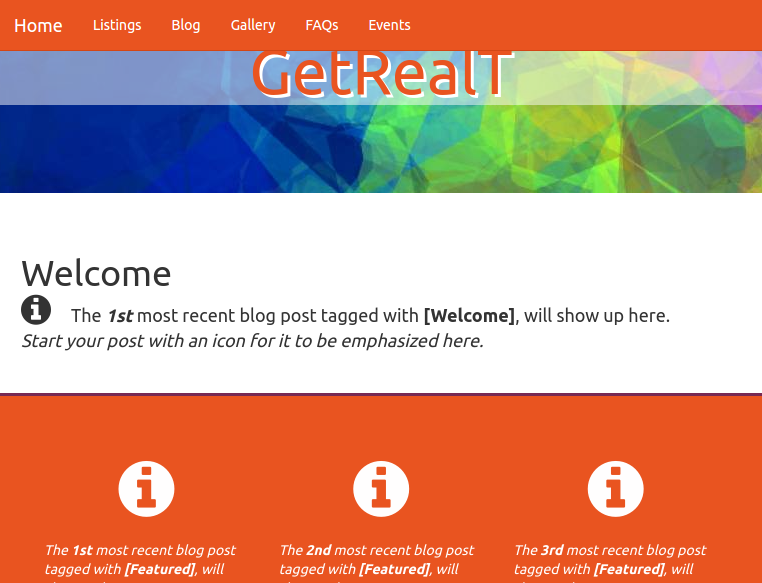 Home Listings Blog Gallery FAQs Events
GetRealT
Welcome
The 1st most recent blog post tagged with [Welcome], will show up here.
Start your post with an icon for it to be emphasized here.
The 1st most recent blog post
tagged with [Featured], will
The 2nd most recent blog post
tagged with [Featured], will
The 3rd most recent blog post
tagged with [Featured], will